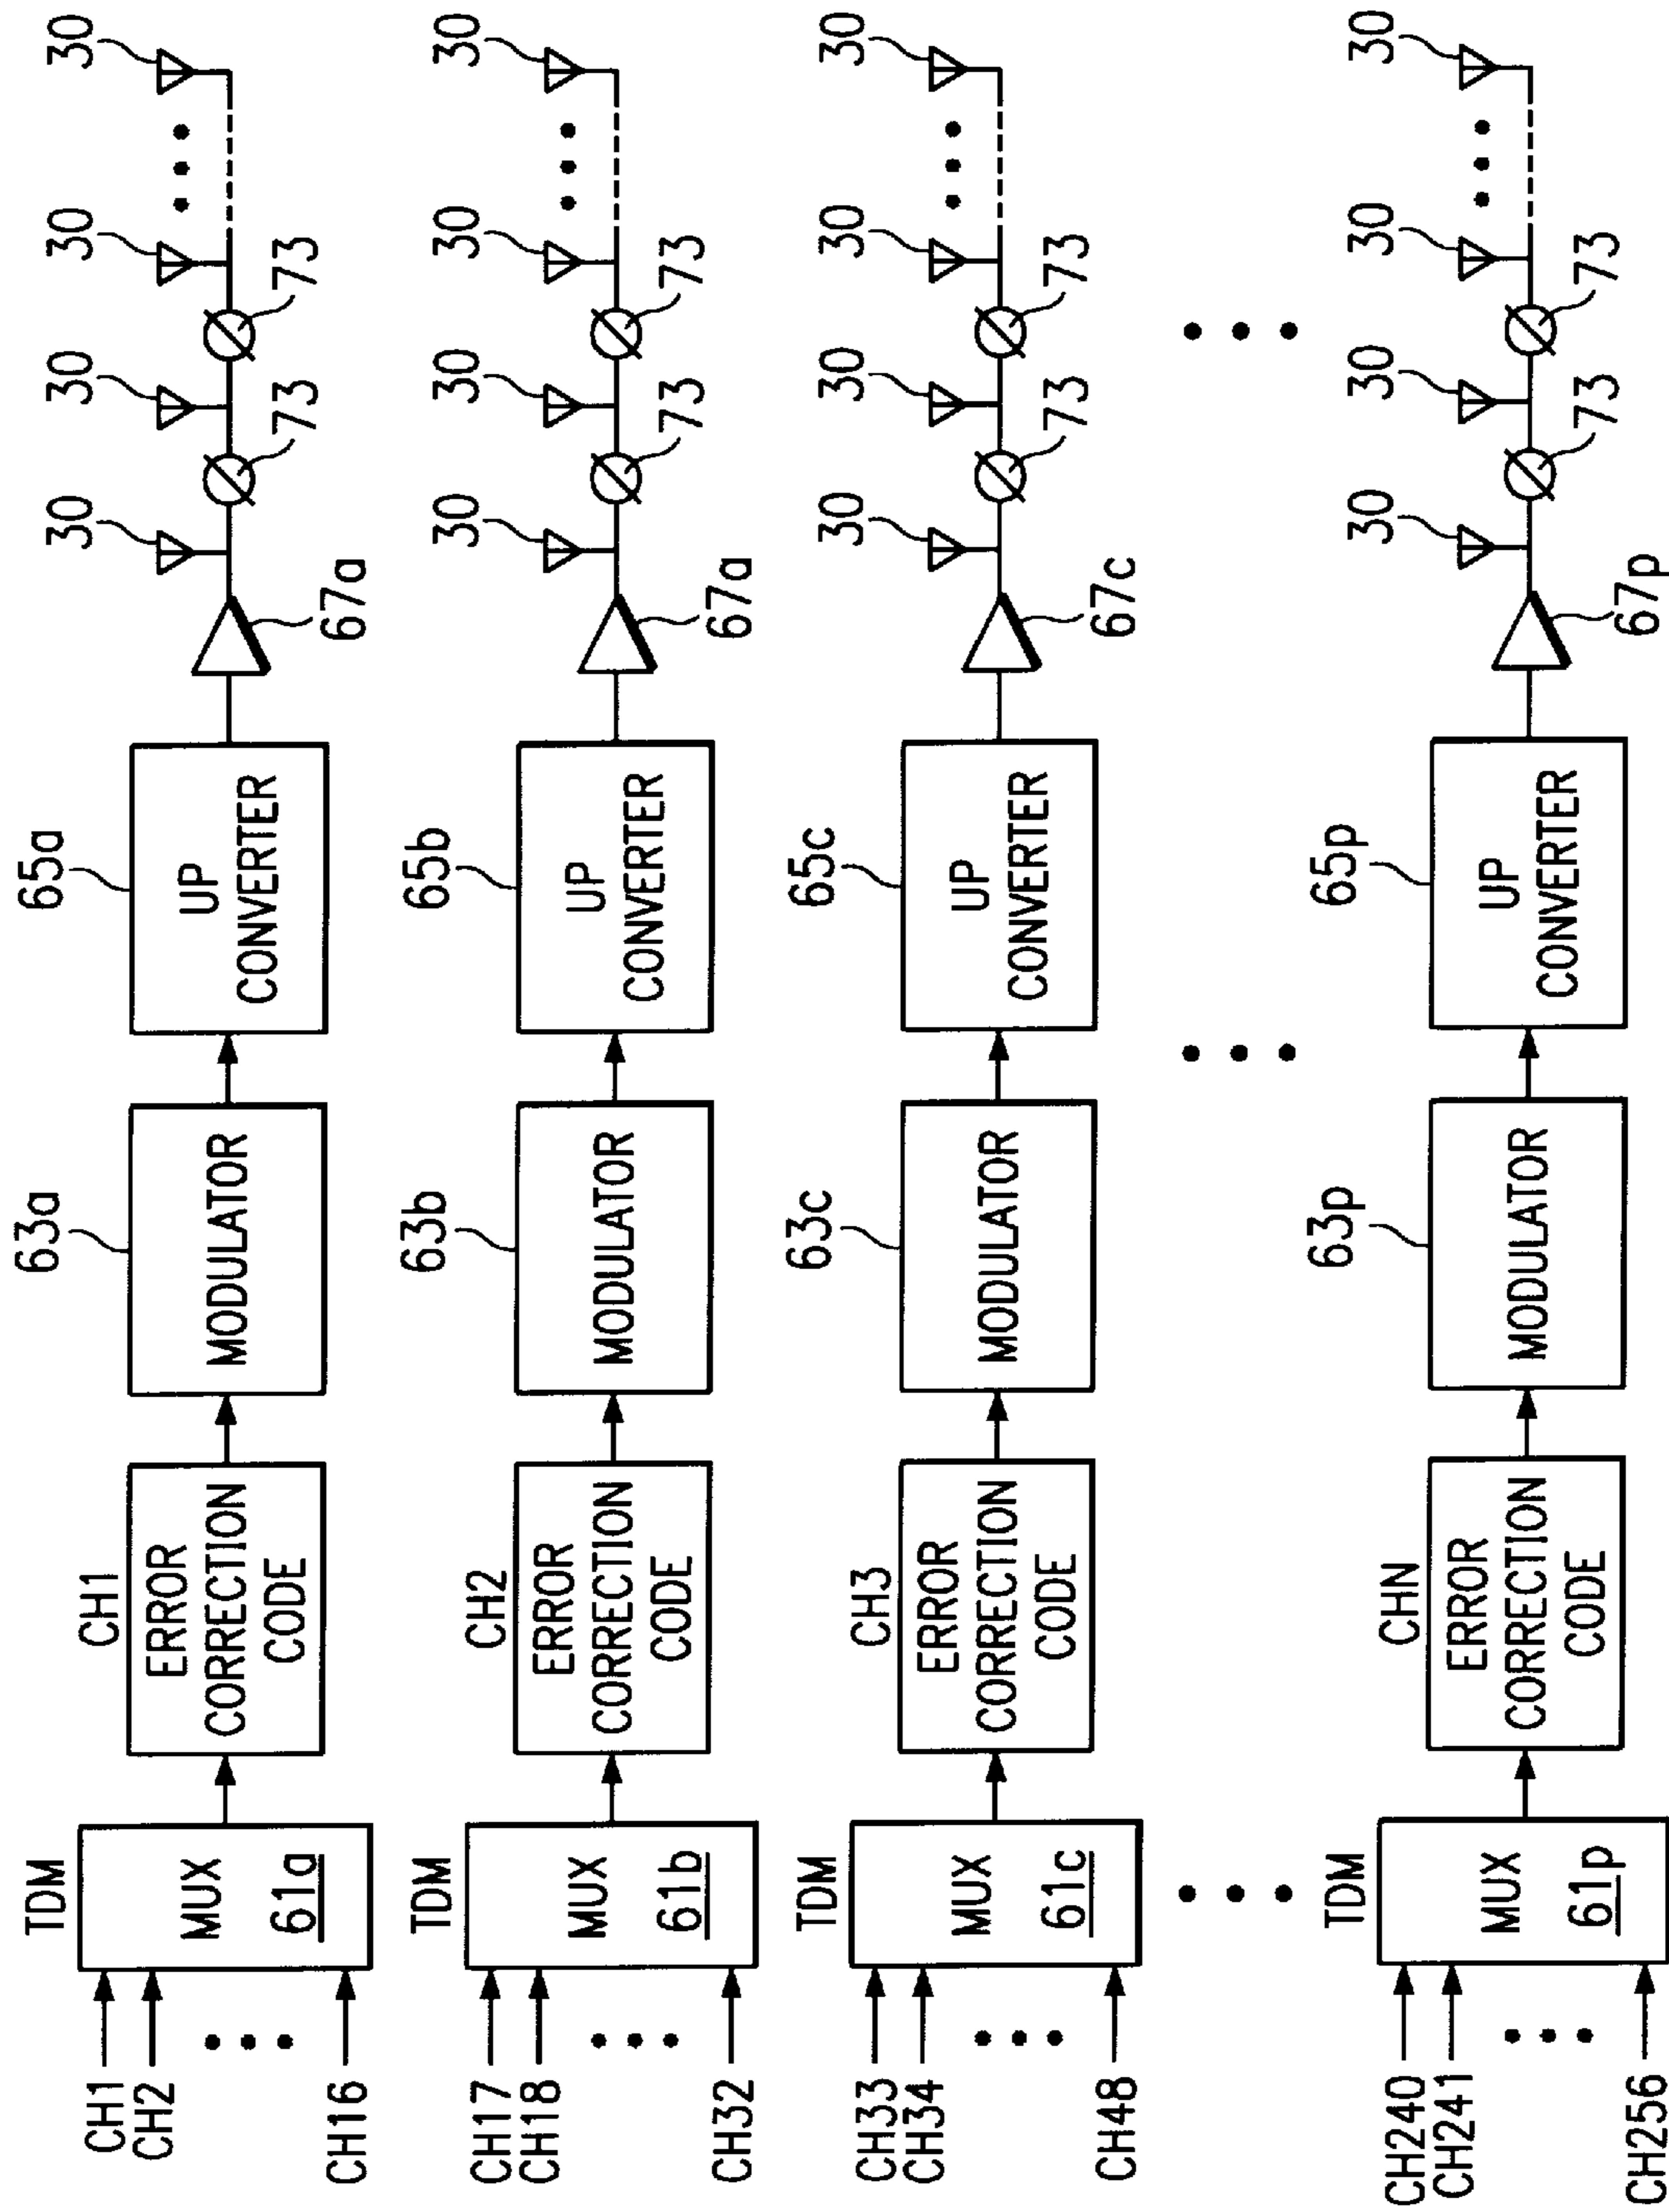 CH1
CH2
CH16
TDM
MUX
61a
CH1
ERROR
CORRECTION
CODE
63a
MODULATOR
65a
UP
CONVERTER
67a
30
73
30
73
30
30
CH17
CH18
CH32
TDM
MUX
61b
CH2
ERROR
CORRECTION
CODE
63b
MODULATOR
65b
UP
CONVERTER
67a
30
73
30
73
30
30
CH33
CH34
CH48
TDM
MUX
61c
CH3
ERROR
CORRECTION
CODE
63c
MODULATOR
65c
UP
CONVERTER
67c
30
73
30
73
30
30
CH240
CH241
CH256
TDM
MUX
61p
CHN
ERROR
CORRECTION
CODE
63p
MODULATOR
65p
UP
CONVERTER
67p
30
73
30
73
30
30